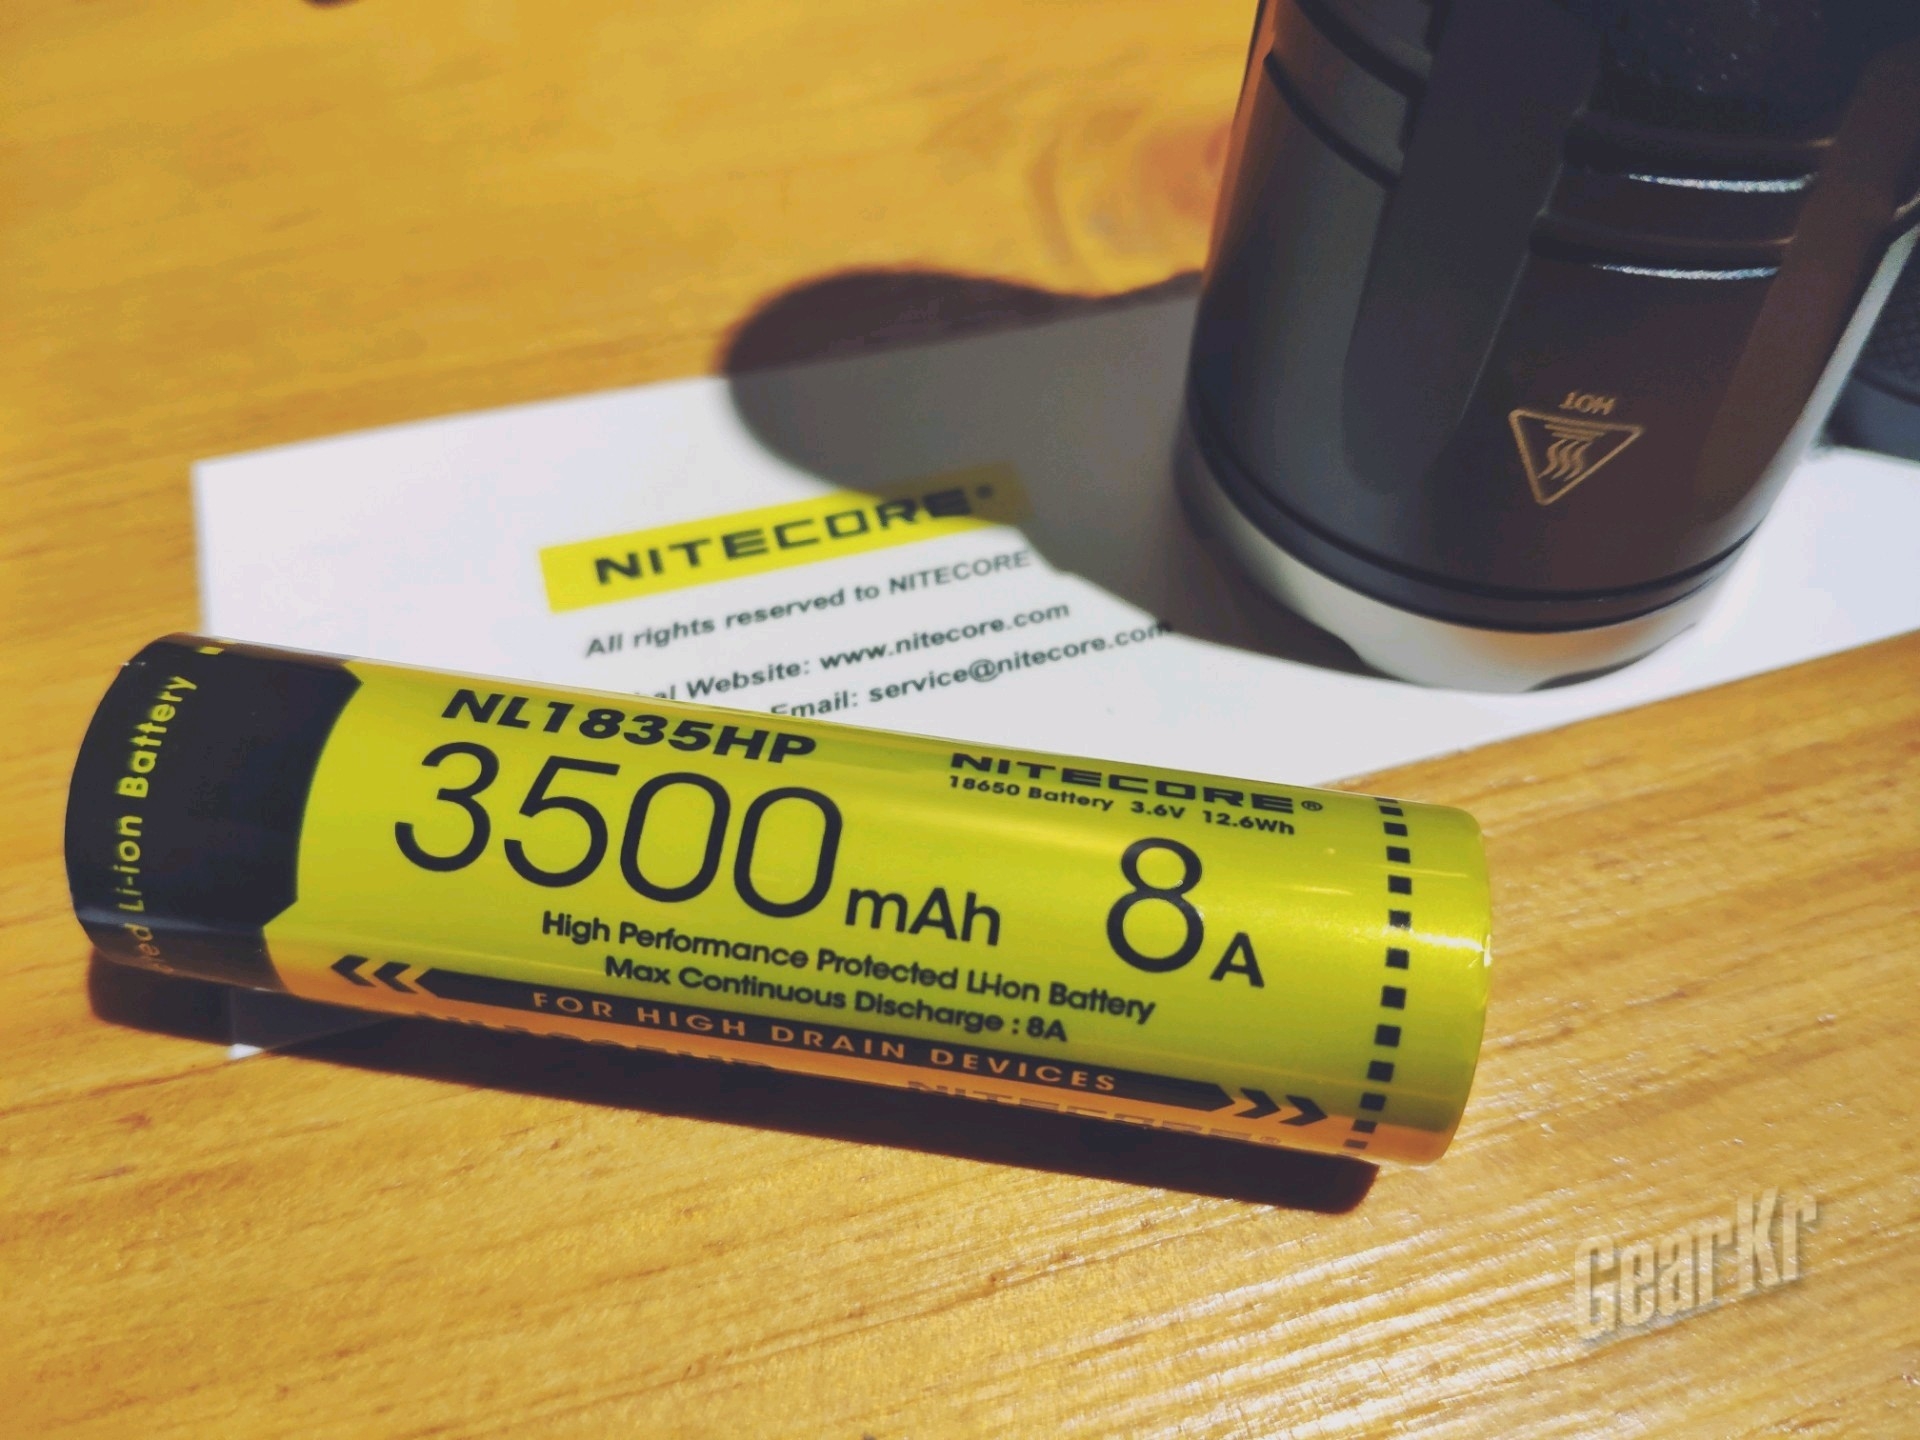 HOT
NITECORE®
All rights reserved to NITECORE
Website: www.nitecore.com
Email: service@nitecore.com
Li-ion Battery
NL1835HP
3500mAh
NITECORE®
18650 Battery 3.6V 12.6Wh
8A
High Performance Protected Li-ion Battery
Max Continuous Discharge : 8A
FOR HIGH DRAIN DEVICES
NITECORE®
GearKr